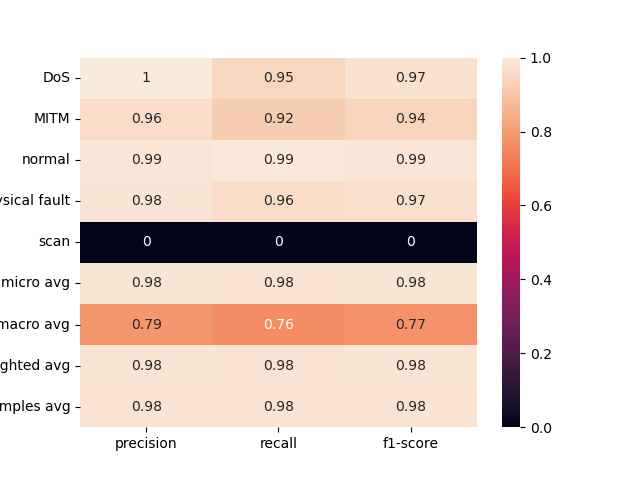 DoS 1 0.95 0.97
MITM 0.96 0.92 0.94
normal 0.99 0.99 0.99
ysical fault 0.98 0.96 0.97
scan 0 0 0
micro avg 0.98 0.98 0.98
macro avg 0.79 0.76 0.77
ghted avg 0.98 0.98 0.98
mples avg 0.98 0.98 0.98
precision recall f1-score
1.0
0.8
0.6
0.4
0.2
0.0